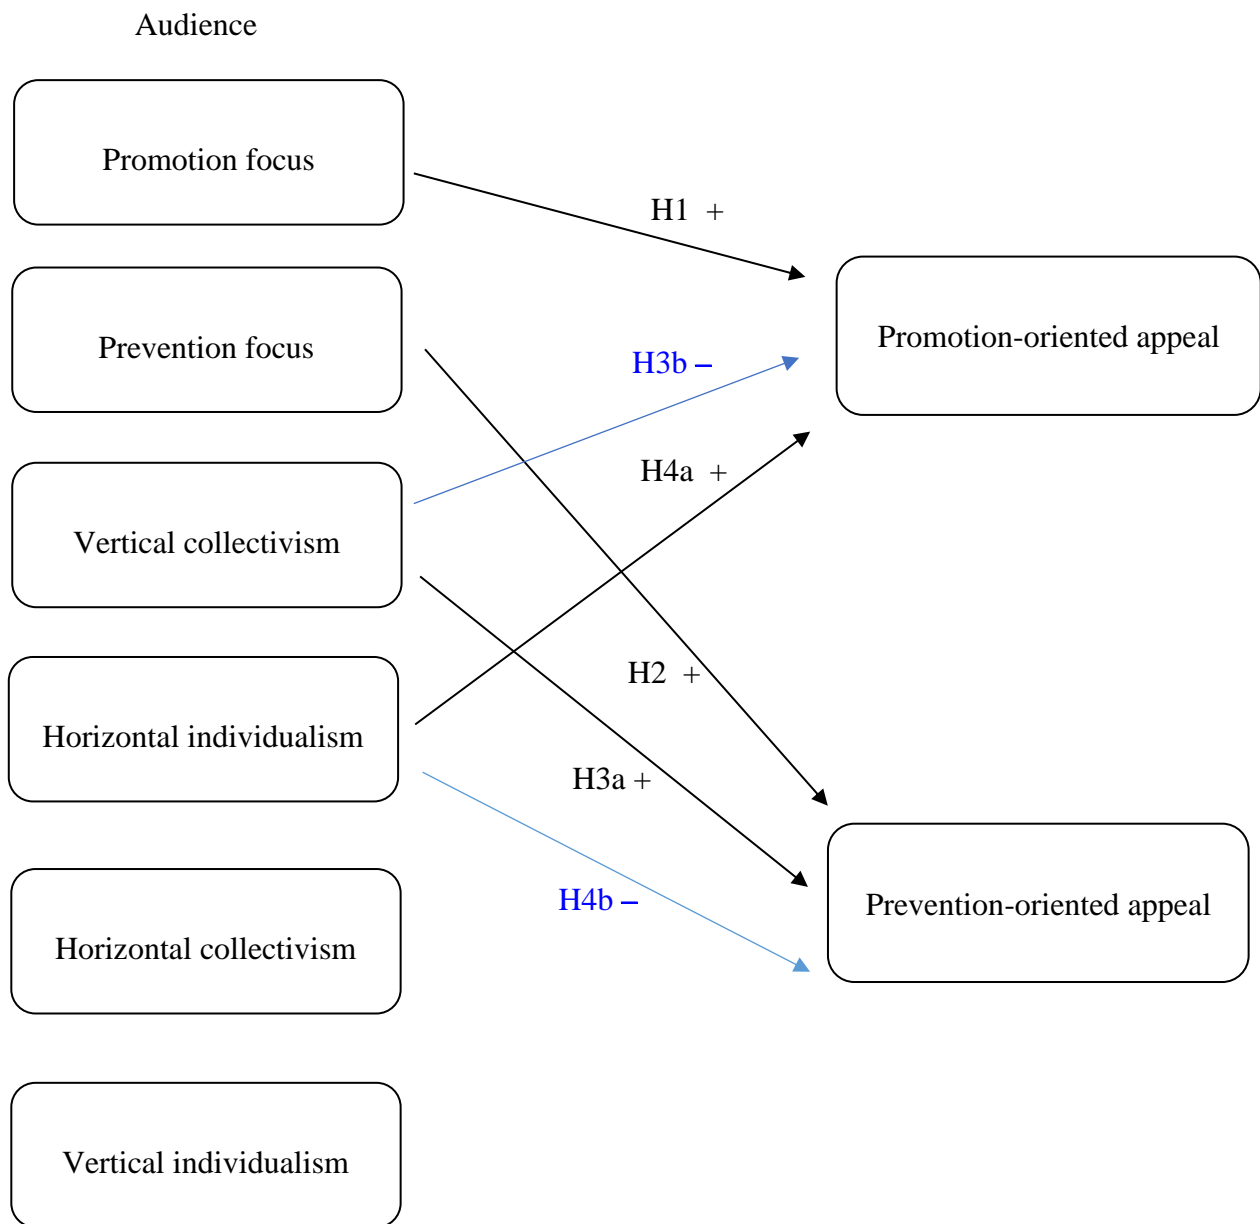 Audience
Promotion focus
H1 +
Prevention focus
Promotion-oriented appeal
H3b –
H4a +
Vertical collectivism
H2 +
Horizontal individualism
H3a +
H4b –
Prevention-oriented appeal
Horizontal collectivism
Vertical individualism